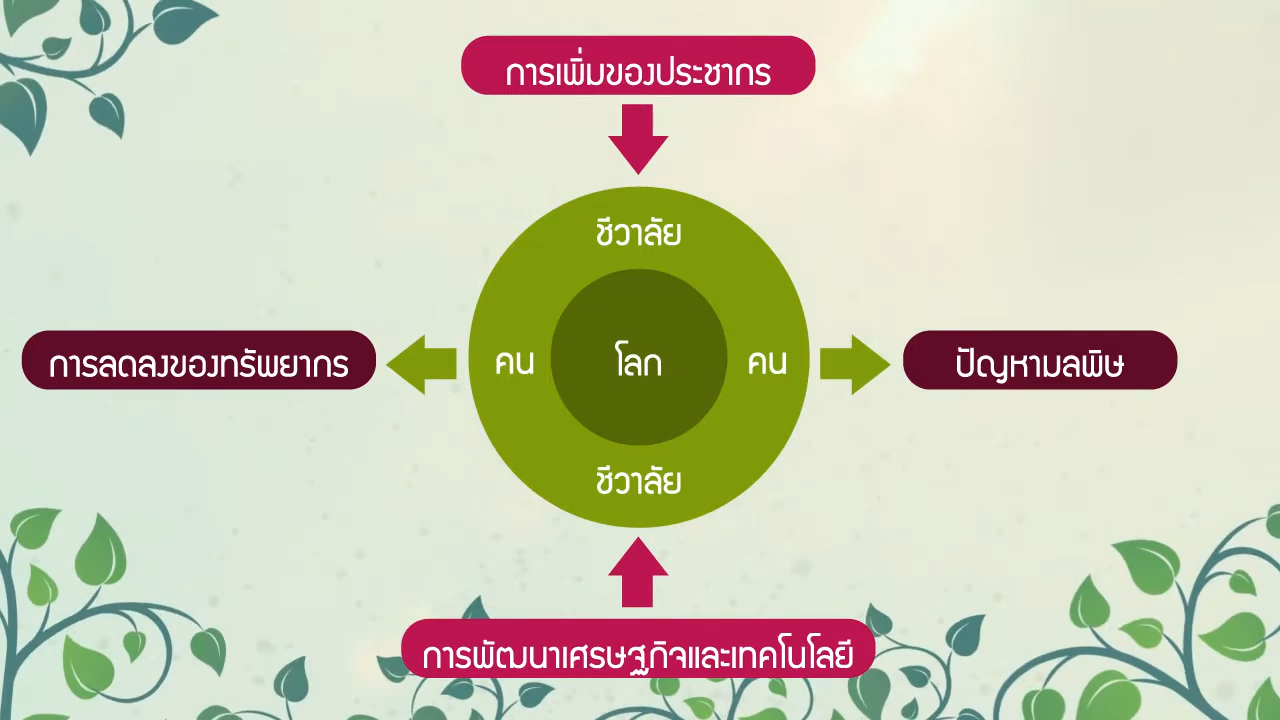 การเพิ่มของประชากร
ชีวาลัย
การลดลงของทรัพยากร
คน
โลก
คน
ปัญหามลพิษ
ชีวาลัย
การพัฒนาเศรษฐกิจและเทคโนโลยี